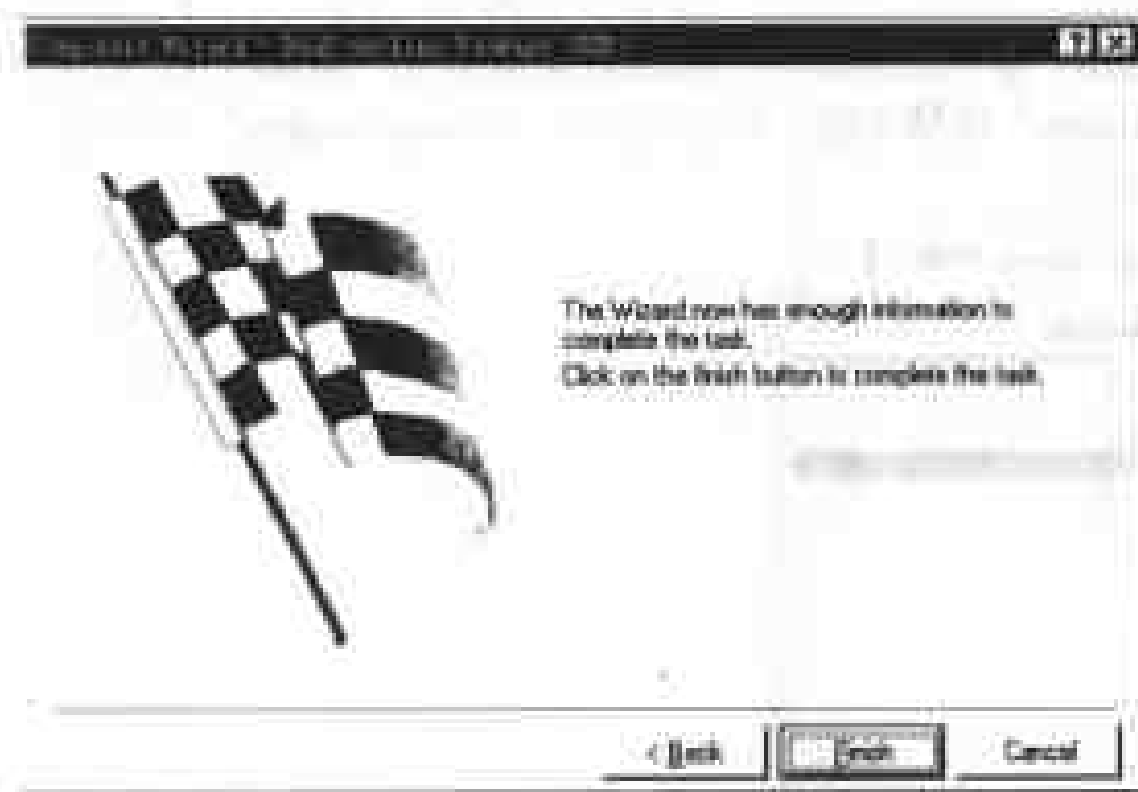 The Wizard now has enough information to
complete the task.
Click on the finish button to complete the task.
< Back
Finish
Cancel